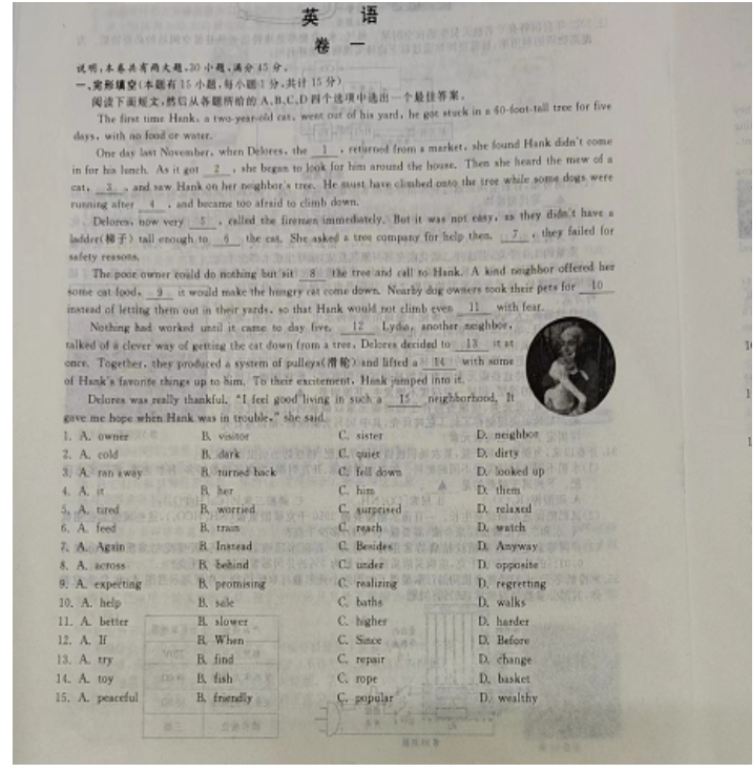 英 语
卷 一
说明:本卷共有两大题,30小题,满分45分。
一、完形填空(本题有15小题,每小题1分,共计15分)
阅读下面短文,然后从各题所给的A、B、C、D四个选项中选出一个最佳答案。
The first time Hank, a two-year-old cat, went out of his yard, he got stuck in a 60-foot-tall tree for five
days, with no food or water.
One day last November, when Delores, the 1 , returned from a market, she found Hank didn't come
in for his lunch. As it got 2 , she began to look for him around the house. Then she heard the mew of a
cat, 3 , and saw Hank on her neighbor's tree. He must have climbed onto the tree while some dogs were
running after 4 , and became too afraid to climb down.
Delores, now very 5 , called the firemen immediately. But it was not easy, as they didn't have a
ladder(梯子) tall enough to 6 the cat. She asked a tree company for help then. 7 , they failed for
safety reasons.
The poor owner could do nothing but sit 8 the tree and call to Hank. A kind neighbor offered her
some cat food, 9 it would make the hungry cat come down. Nearby dog owners took their pets for 10
instead of letting them out in their yards, so that Hank would not climb even 11 with fear.
Nothing had worked until it came to day five. 12 Lydia, another neighbor,
talked of a clever way of getting the cat down from a tree, Delores decided to 13 it at
once. Together, they produced a system of pulleys(滑轮) and lifted a 14 with some
of Hank's favorite things up to him. To their excitement, Hank jumped into it.
Delores was really thankful. "I feel good living in such a 15 neighborhood. It
gave me hope when Hank was in trouble," she said.
1. A. owner B. visitor C. sister D. neighbor
2. A. cold B. dark C. quiet D. dirty
3. A. ran away B. turned back C. fell down D. looked up
4. A. it B. her C. him D. them
5. A. tired B. worried C. surprised D. relaxed
6. A. feed B. train C. reach D. watch
7. A. Again B. Instead C. Besides D. Anyway
8. A. across B. behind C. under D. opposite
9. A. expecting B. promising C. realizing D. regretting
10. A. help B. sale C. baths D. walks
11. A. better B. slower C. higher D. harder
12. A. If B. When C. Since D. Before
13. A. try B. find C. repair D. change
14. A. toy B. fish C. rope D. basket
15. A. peaceful B. friendly C. popular D. wealthy